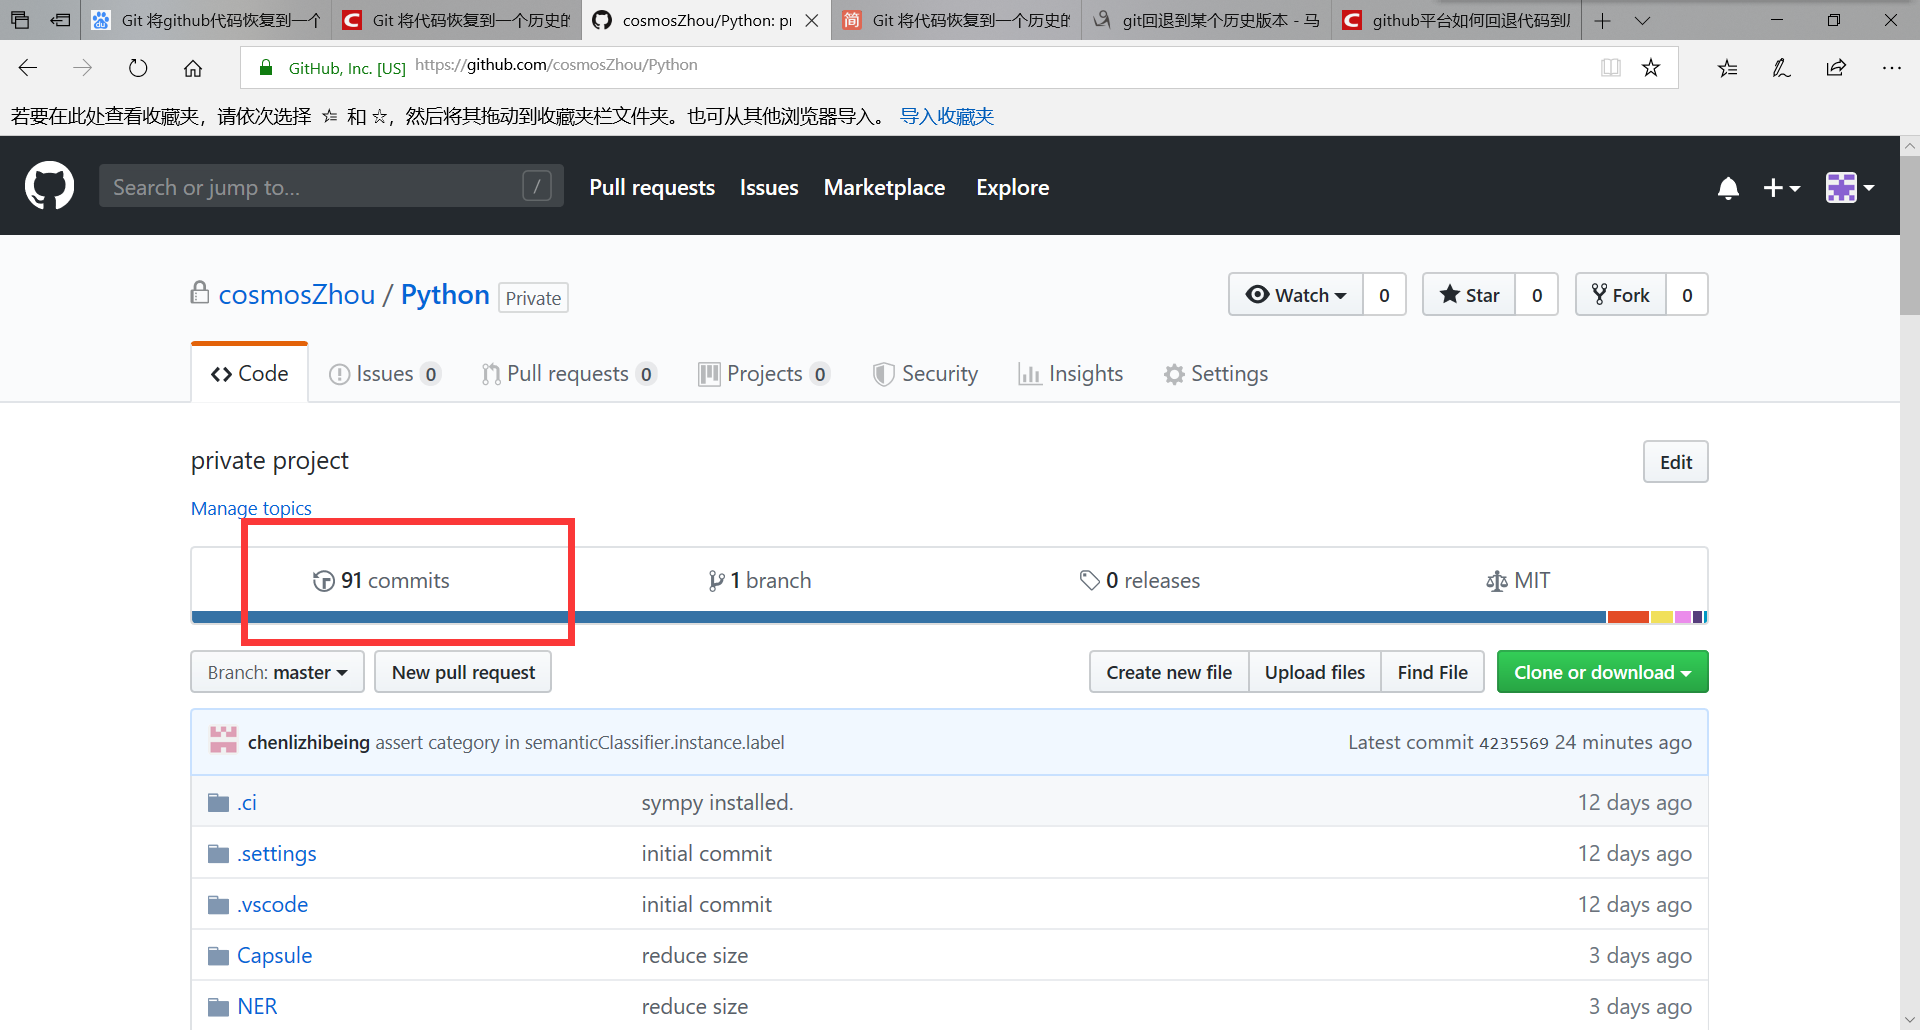 Git 将github代码恢复到一个
Git 将代码恢复到一个历史的
cosmosZhou/Python: pr
Git 将代码恢复到一个历史的
git回退到某个历史版本 - 马
github平台如何回退代码到
GitHub, Inc. [US] https://github.com/cosmosZhou/Python
若要在此处查看收藏夹，请依次选择 和 ，然后将其拖动到收藏夹栏文件夹。也可从其他浏览器导入。 导入收藏夹
Search or jump to... /
Pull requests Issues Marketplace Explore
cosmosZhou / Python Private
Watch 0 Star 0 Fork 0
Code Issues 0 Pull requests 0 Projects 0 Security Insights Settings
private project
Edit
Manage topics
91 commits 1 branch 0 releases MIT
Branch: master New pull request Create new file Upload files Find File Clone or download
chenlizhibeing assert category in semanticClassifier.instance.label Latest commit 4235569 24 minutes ago
.ci sympy installed. 12 days ago
.settings initial commit 12 days ago
.vscode initial commit 12 days ago
Capsule reduce size 3 days ago
NER reduce size 3 days ago